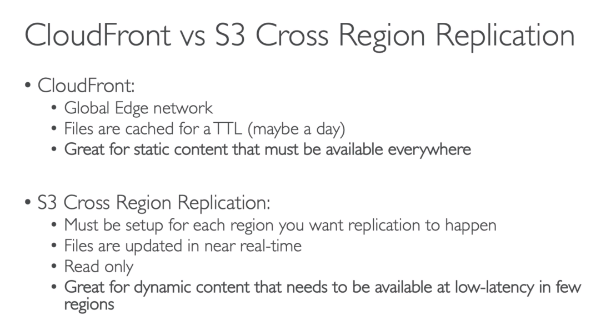 CloudFront vs S3 Cross Region Replication
• CloudFront:
• Global Edge network
• Files are cached for a TTL (maybe a day)
• Great for static content that must be available everywhere
• S3 Cross Region Replication:
• Must be setup for each region you want replication to happen
• Files are updated in near real-time
• Read only
• Great for dynamic content that needs to be available at low-latency in few
regions